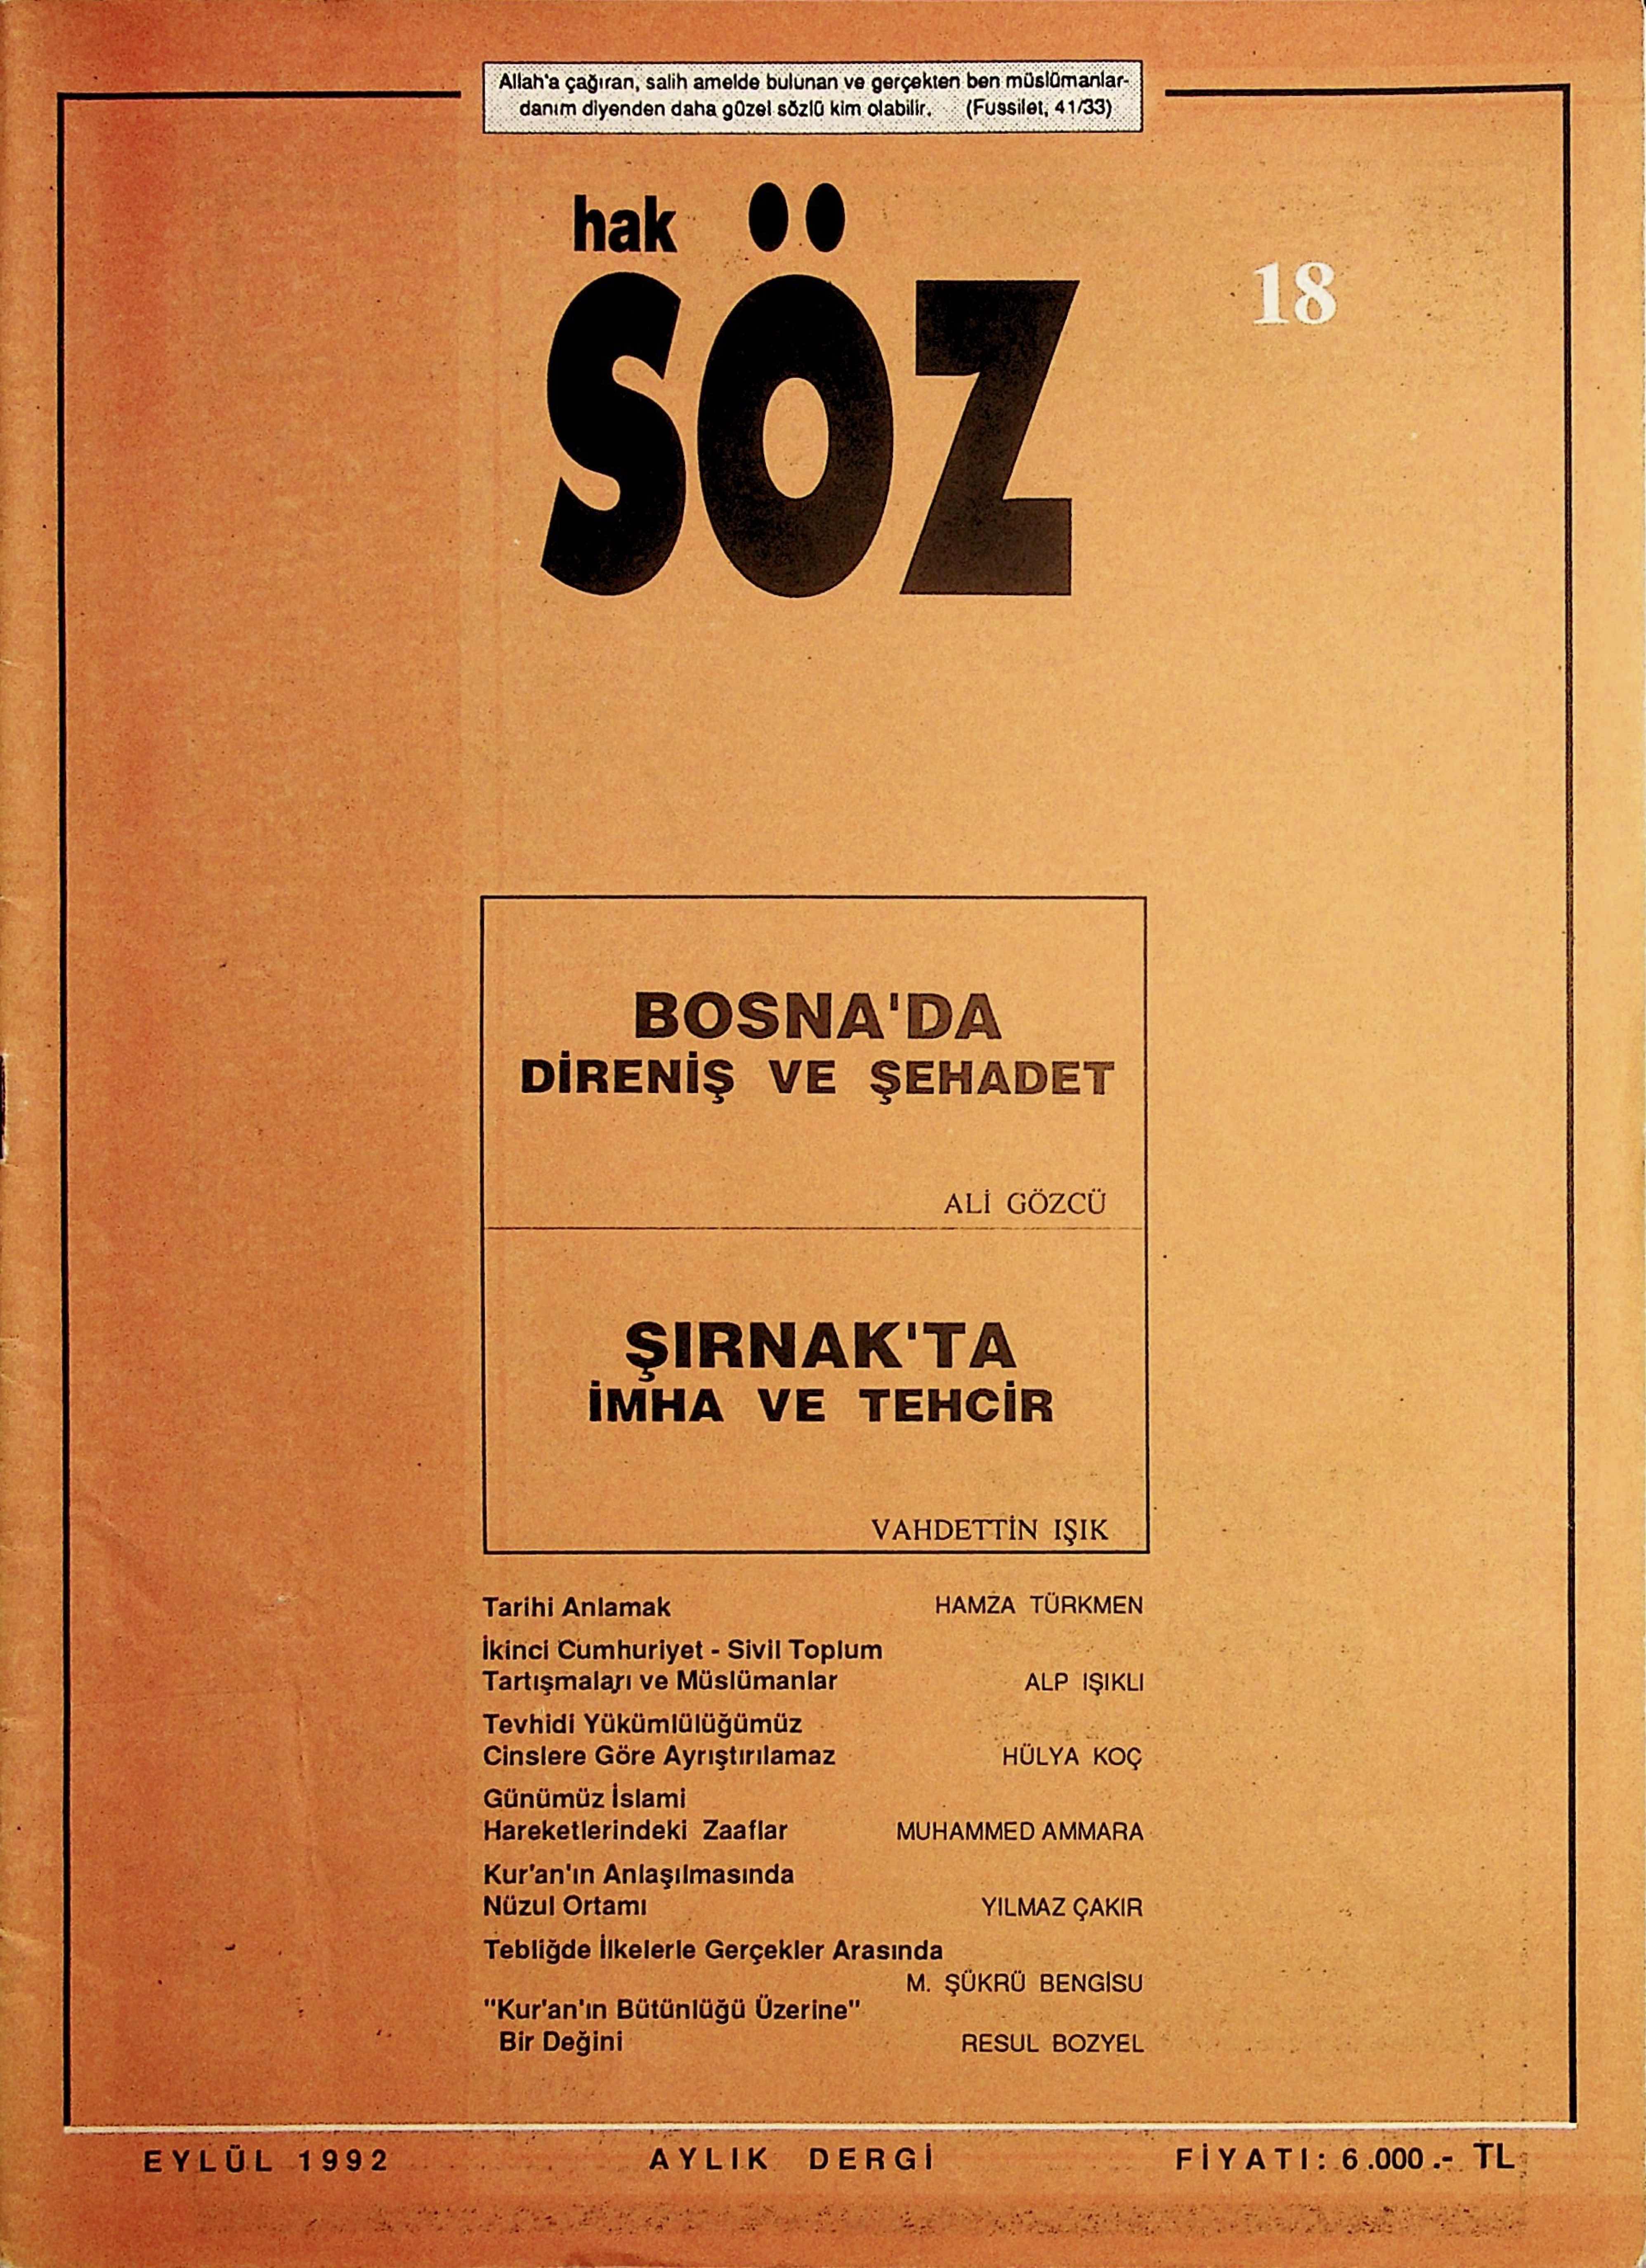 Allah'a çağıran, salih amelde bulunan ve gerçekten ben müslümanlar-
danım diyenden daha güzel sözlü kim olabilir. (Fussilet, 41/33)
hak
SÖZ
18
BOSNA'DA
DİRENİŞ VE ŞEHADET
ALİ GÖZCÜ
ŞIRNAK'TA
İMHA VE TEHCİR
VAHDETTİN IŞIK
Tarihi Anlamak HAMZA TÜRKMEN
İkinci Cumhuriyet - Sivil Toplum
Tartışmaları ve Müslümanlar ALP IŞIKLI
Tevhidi Yükümlülüğümüz
Cinslere Göre Ayrıştırılamaz HÜLYA KOÇ
Günümüz İslami
Hareketlerindeki Zaaflar MUHAMMED AMMARA
Kur'an'ın Anlaşılmasında
Nüzul Ortamı YILMAZ ÇAKIR
Tebliğde İlkelerle Gerçekler Arasında
M. ŞÜKRÜ BENGİSU
"Kur'an'ın Bütünlüğü Üzerine"
Bir Değini RESUL BOZYEL
EYLÜL 1992 AYLIK DERGİ FİYATI: 6.000.- TL